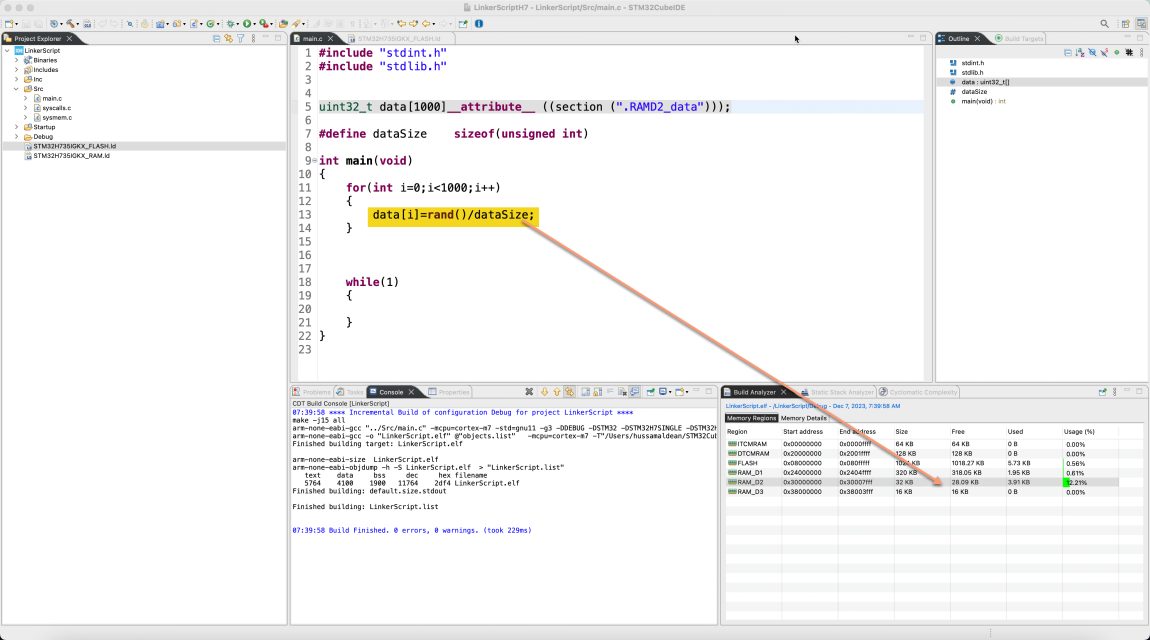 LinkerScriptH7 - LinkerScript/Src/main.c - STM32CubeIDE
Project Explorer
LinkerScript
Binaries
Includes
Inc
Src
main.c
syscalls.c
sysmem.c
Startup
Debug
STM32H735IGKX_FLASH.ld
STM32H735IGKX_RAM.ld
main.c STM32H735IGKX_FLASH.ld
1 #include "stdint.h"
2 #include "stdlib.h"
3
4
5 uint32_t data[1000]__attribute__ ((section (".RAMD2_data")));
6
7 #define dataSize    sizeof(unsigned int)
8
9 int main(void)
10 {
11     for(int i=0;i<1000;i++)
12     {
13         data[i]=rand()/dataSize;
14     }
15
16
17
18     while(1)
19     {
20
21     }
22 }
23
Outline Build Targets
stdint.h
stdlib.h
data : uint32_t[]
dataSize
main(void) : int
Problems Tasks Console Properties
CDT Build Console [LinkerScript]
07:39:58 **** Incremental Build of configuration Debug for project LinkerScript ****
make -j15 all
arm-none-eabi-gcc "../Src/main.c" -mcpu=cortex-m7 -std=gnu11 -g3 -DDEBUG -DSTM32 -DSTM32H7SINGLE -DSTM32H
arm-none-eabi-gcc -o "LinkerScript.elf" @"objects.list"   -mcpu=cortex-m7 -T"/Users/hussamaldean/STM32Cub
Finished building target: LinkerScript.elf

arm-none-eabi-size  LinkerScript.elf
arm-none-eabi-objdump -h -S LinkerScript.elf  > "LinkerScript.list"
text    data     bss     dec     hex filename
5764    4100    1900   11764    2df4 LinkerScript.elf
Finished building: default.size.stdout

Finished building: LinkerScript.list

07:39:58 Build Finished. 0 errors, 0 warnings. (took 229ms)
Build Analyzer Static Stack Analyzer Cyclomatic Complexity
LinkerScript.elf - /LinkerScript/Debug - Dec 7, 2023, 7:39:58 AM
Memory Regions Memory Details
Region Start address End address Size Free Used Usage (%)
ITCMRAM 0x00000000 0x0000ffff 64 KB 64 KB 0 B 0.00%
DTCMRAM 0x20000000 0x2001ffff 128 KB 128 KB 0 B 0.00%
FLASH 0x08000000 0x080fffff 1024 KB 1018.27 KB 5.73 KB 0.56%
RAM_D1 0x24000000 0x2404ffff 320 KB 318.05 KB 1.95 KB 0.61%
RAM_D2 0x30000000 0x30007fff 32 KB 28.09 KB 3.91 KB 12.21%
RAM_D3 0x38000000 0x38003fff 16 KB 16 KB 0 B 0.00%